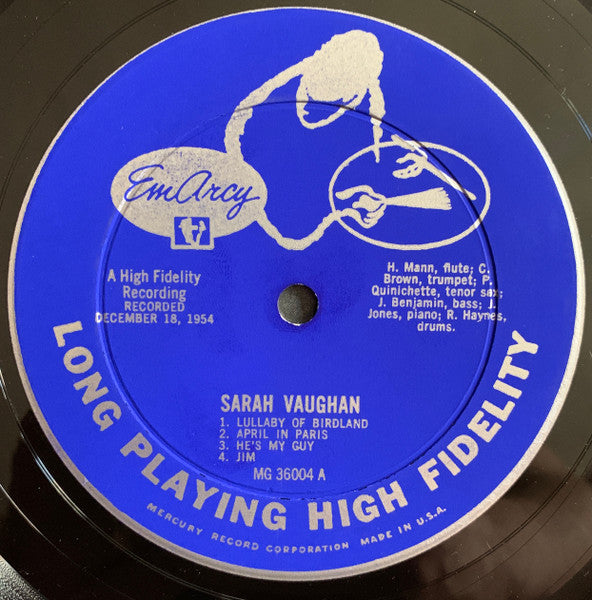 EmArcy
A High Fidelity
Recording
RECORDED
DECEMBER 18, 1954
H. Mann, flute; C.
Brown, trumpet; P.
Quinichette, tenor sax;
J. Benjamin, bass; J.
Jones, piano; R. Haynes,
drums.
SARAH VAUGHAN
1. LULLABY OF BIRDLAND
2. APRIL IN PARIS
3. HE'S MY GUY
4. JIM
MG 36004 A
LONG PLAYING HIGH FIDELITY
MERCURY RECORD CORPORATION MADE IN U.S.A.